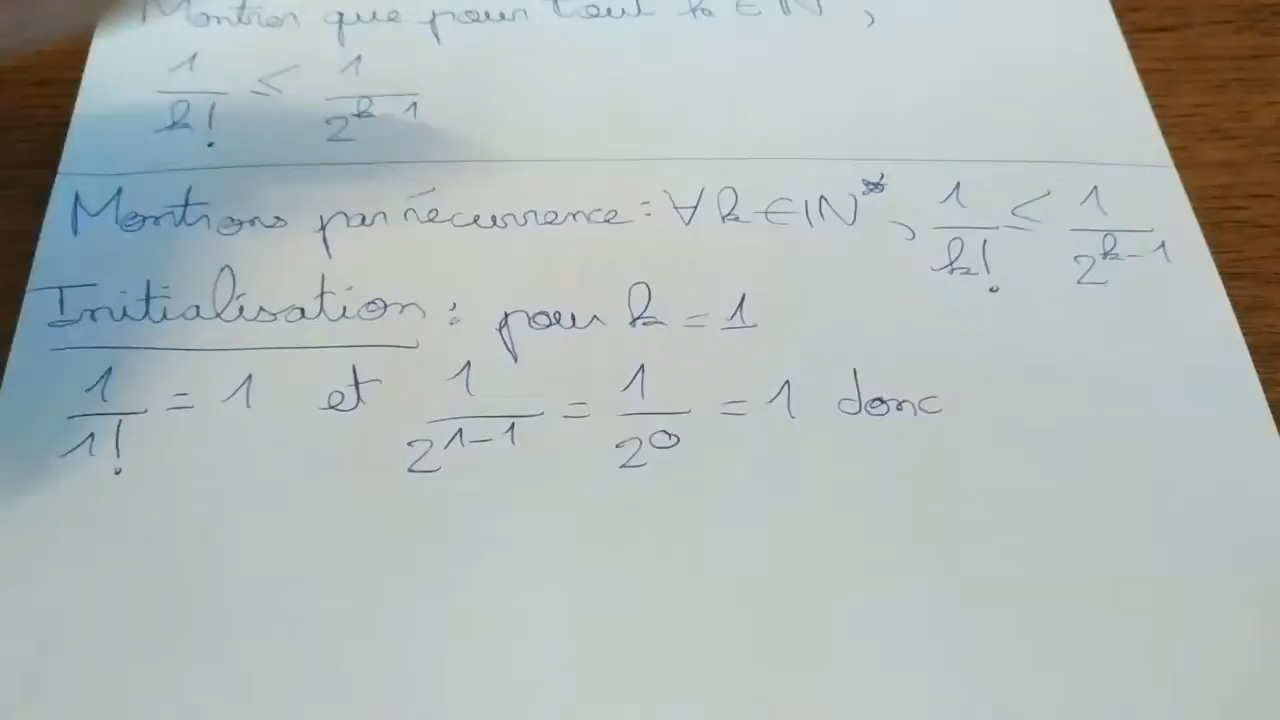 Montrer que pour tout k ∈ ℕ ,
1/k! ≤ 1/2^(k-1)
Montrons par récurrence : ∀ k ∈ ℕ*, 1/k! ≤ 1/2^(k-1)
Initialisation : pour k = 1
1/1! = 1 et 1/2^(1-1) = 1/2^0 = 1 donc